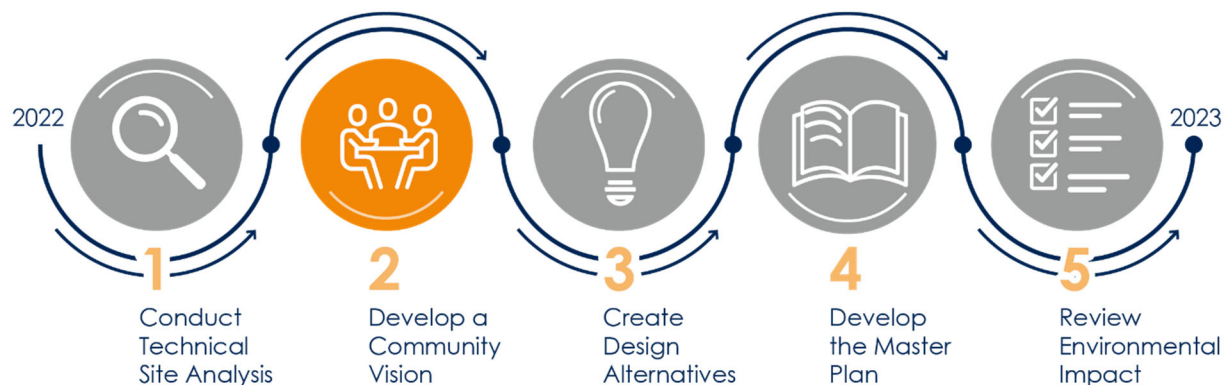 2022
2023
1
Conduct
Technical
Site Analysis
2
Develop a
Community
Vision
3
Create
Design
Alternatives
4
Develop
the Master
Plan
5
Review
Environmental
Impact